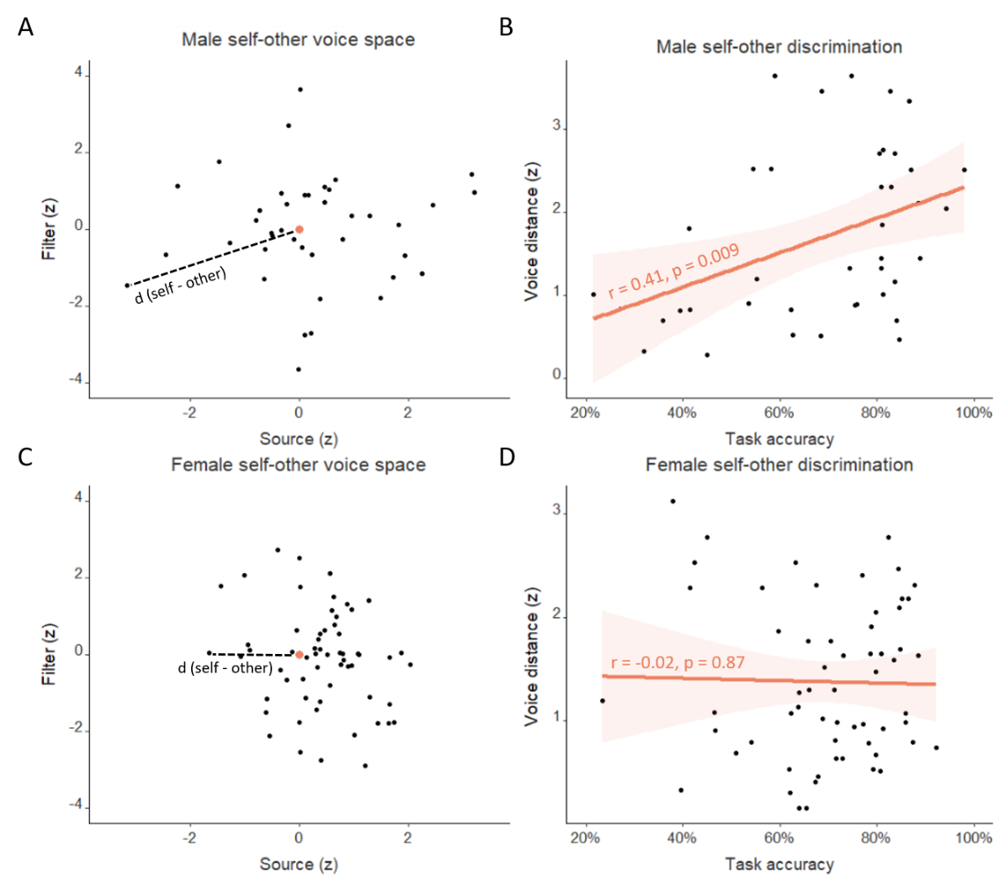 A
Male self-other voice space
4
2
0
-2
-4
Filter (z)
d (self - other)
-2
0
2
Source (z)
B
Male self-other discrimination
3
2
1
0
Voice distance (z)
r = 0.41, p = 0.009
20%
40%
60%
80%
100%
Task accuracy
C
Female self-other voice space
4
2
0
-2
-4
Filter (z)
d (self - other)
-2
0
2
Source (z)
D
Female self-other discrimination
3
2
1
Voice distance (z)
r = -0.02, p = 0.87
20%
40%
60%
80%
100%
Task accuracy